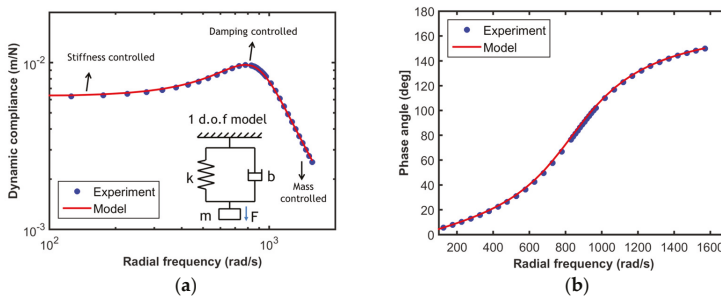 (a)
Dynamic compliance (m/N)
10^-2
10^-3
Stiffness controlled
Damping controlled
1 d.o.f model
k
b
m
F
Mass
controlled
Experiment
Model
10^2
10^3
Radial frequency (rad/s)
(a)
Phase angle (deg)
180
160
140
120
100
80
60
40
20
0
Experiment
Model
200 400 600 800 1000 1200 1400 1600
Radial frequency (rad/s)
(b)